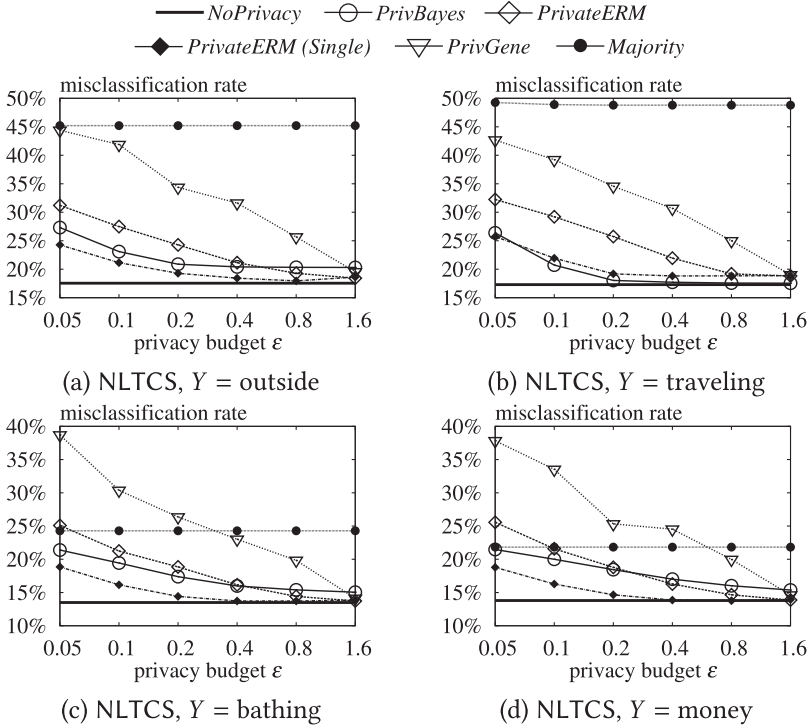 NoPrivacy PrivBayes PrivateERM
PrivateERM (Single) PrivGene Majority
misclassification rate
50%
45%
40%
35%
30%
25%
20%
15%
0.05 0.1 0.2 0.4 0.8 1.6
privacy budget ε
(a) NLTCS, Y = outside
misclassification rate
50%
45%
40%
35%
30%
25%
20%
15%
0.05 0.1 0.2 0.4 0.8 1.6
privacy budget ε
(b) NLTCS, Y = traveling
misclassification rate
40%
35%
30%
25%
20%
15%
10%
0.05 0.1 0.2 0.4 0.8 1.6
privacy budget ε
(c) NLTCS, Y = bathing
misclassification rate
40%
35%
30%
25%
20%
15%
10%
0.05 0.1 0.2 0.4 0.8 1.6
privacy budget ε
(d) NLTCS, Y = money